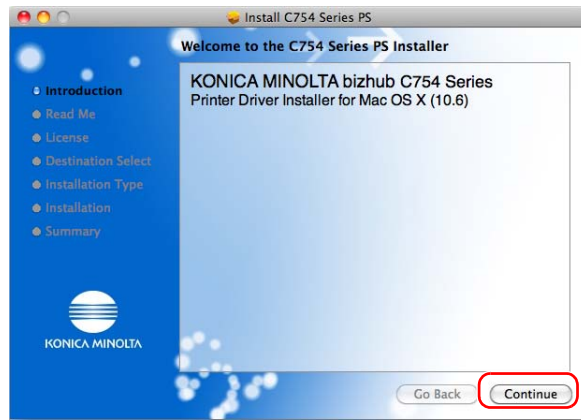 Install C754 Series PS
Welcome to the C754 Series PS Installer
Introduction
Read Me
License
Destination Select
Installation Type
Installation
Summary
KONICA MINOLTA
KONICA MINOLTA bizhub C754 Series
Printer Driver Installer for Mac OS X (10.6)
Go Back
Continue